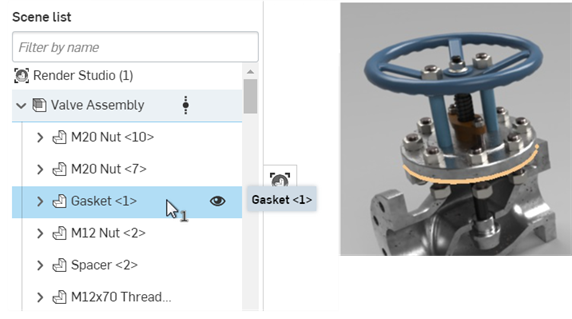 Scene list
Filter by name
Render Studio (1)
Valve Assembly
M20 Nut <10>
M20 Nut <7>
Gasket <1>
1
Gasket <1>
M12 Nut <2>
Spacer <2>
M12x70 Thread...